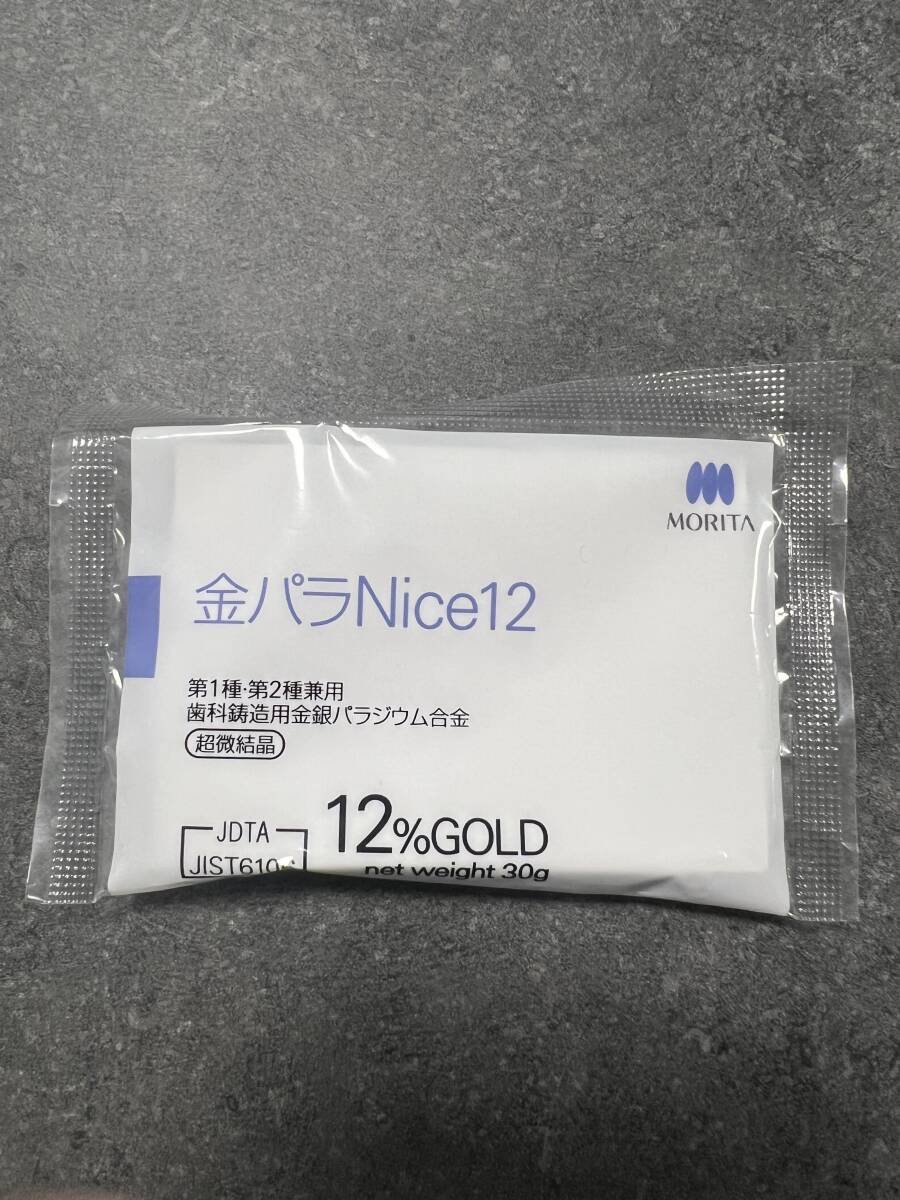 MORITA
金パラNice12
第1種・第2種兼用
歯科鋳造用金銀パラジウム合金
超微結晶
JDTA
12%GOLD
net weight 30g